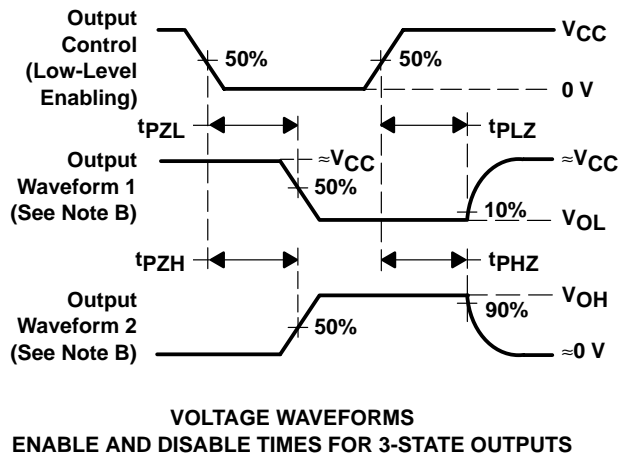 Output
Control
(Low-Level
Enabling)
50%
50%
VCC
0 V
tPZL
tPLZ
Output
Waveform 1
(See Note B)
≈VCC
50%
≈VCC
10%
VOL
tPZH
tPHZ
Output
Waveform 2
(See Note B)
50%
VOH
90%
≈0 V
VOLTAGE WAVEFORMS
ENABLE AND DISABLE TIMES FOR 3-STATE OUTPUTS